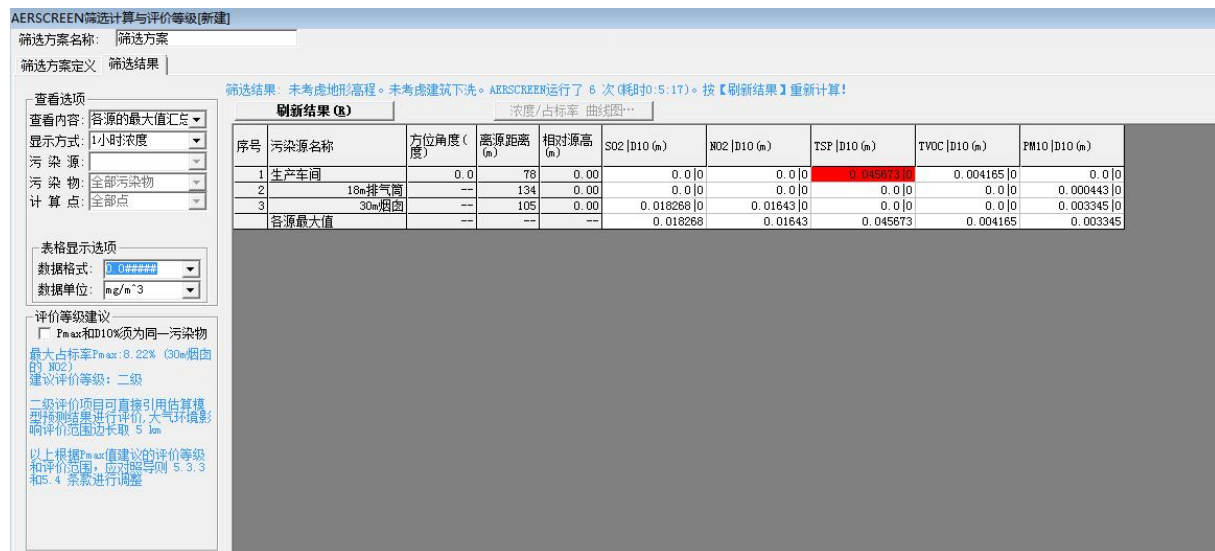 AERSCREEN筛选计算与评价等级[新建]
筛选方案名称: 筛选方案
筛选方案定义 筛选结果
筛选结果: 未考虑地形高程。未考虑建筑下洗。AERSCREEN运行了 6 次(耗时0:5:17)。按【刷新结果】重新计算!
查看选项
查看内容: 各源的最大值汇总
显示方式: 1小时浓度
污 染 源:
污 染 物: 全部污染物
计 算 点: 全部点
刷新结果(R) 浓度/占标率 曲线图…
序号 污染源名称 方位角度(度) 离源距离(m) 相对源高(m) SO2|D10(m) NO2|D10(m) TSP|D10(m) TVOC|D10(m) PM10|D10(m)
1 生产车间 0.0 78 0.00 0.0|0 0.0|0 0.045673|0 0.004165|0 0.0|0
2 18m排气筒 -- 134 0.00 0.0|0 0.0|0 0.0|0 0.0|0 0.000443|0
3 30m烟囱 -- 105 0.00 0.018268|0 0.01643|0 0.0|0 0.0|0 0.003345|0
各源最大值 -- -- -- 0.018268 0.01643 0.045673 0.004165 0.003345
表格显示选项
数据格式: 0.0#####
数据单位: mg/m^3
评价等级建议
Pmax和D10%须为同一污染物
最大占标率Pmax:8.22% (30m烟囱
的 NO2)
建议评价等级: 二级
二级评价项目可直接引用估算模
型预测结果进行评价,大气环境影
响评价范围边长取 5 km
以上根据Pmax值建议的评价等级
和评价范围,应对照导则 5.3.3
和5.4 条款进行调整